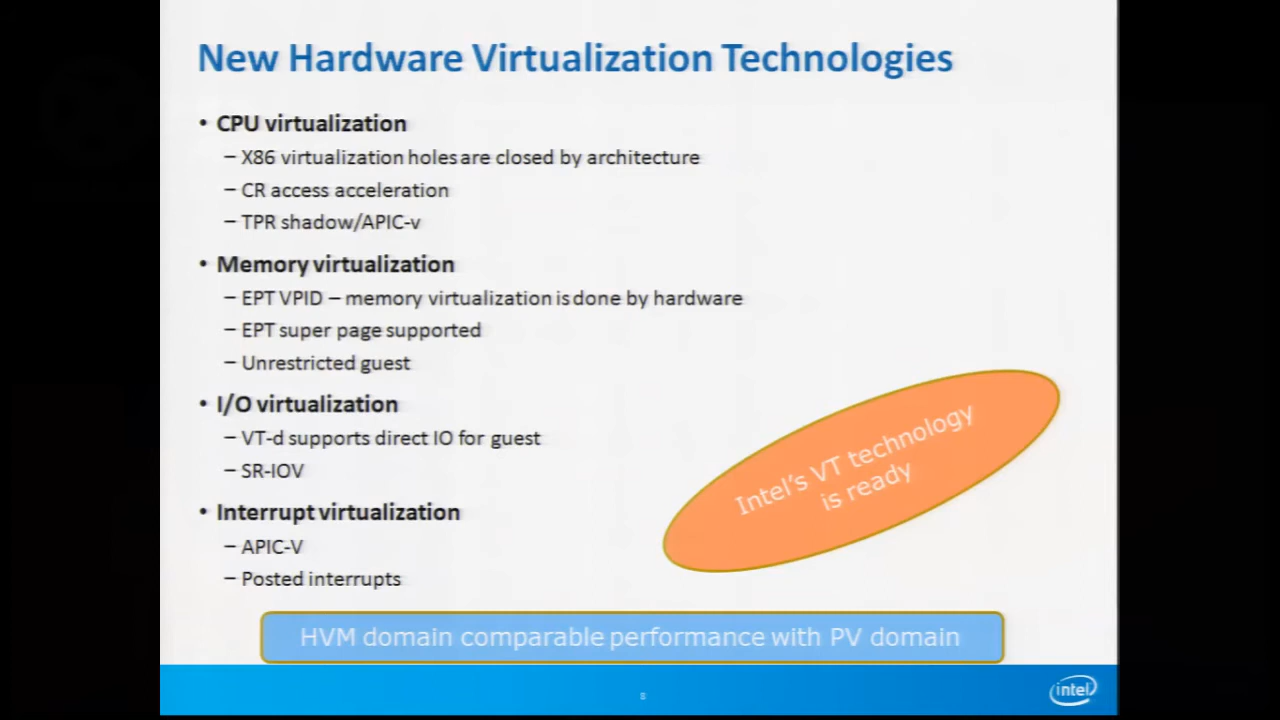 New Hardware Virtualization Technologies
• CPU virtualization
– X86 virtualization holes are closed by architecture
– CR access acceleration
– TPR shadow/APIC-v
• Memory virtualization
– EPT VPID – memory virtualization is done by hardware
– EPT super page supported
– Unrestricted guest
• I/O virtualization
– VT-d supports direct IO for guest
– SR-IOV
• Interrupt virtualization
– APIC-V
– Posted interrupts
Intel's VT technology
is ready
HVM domain comparable performance with PV domain
8
intel